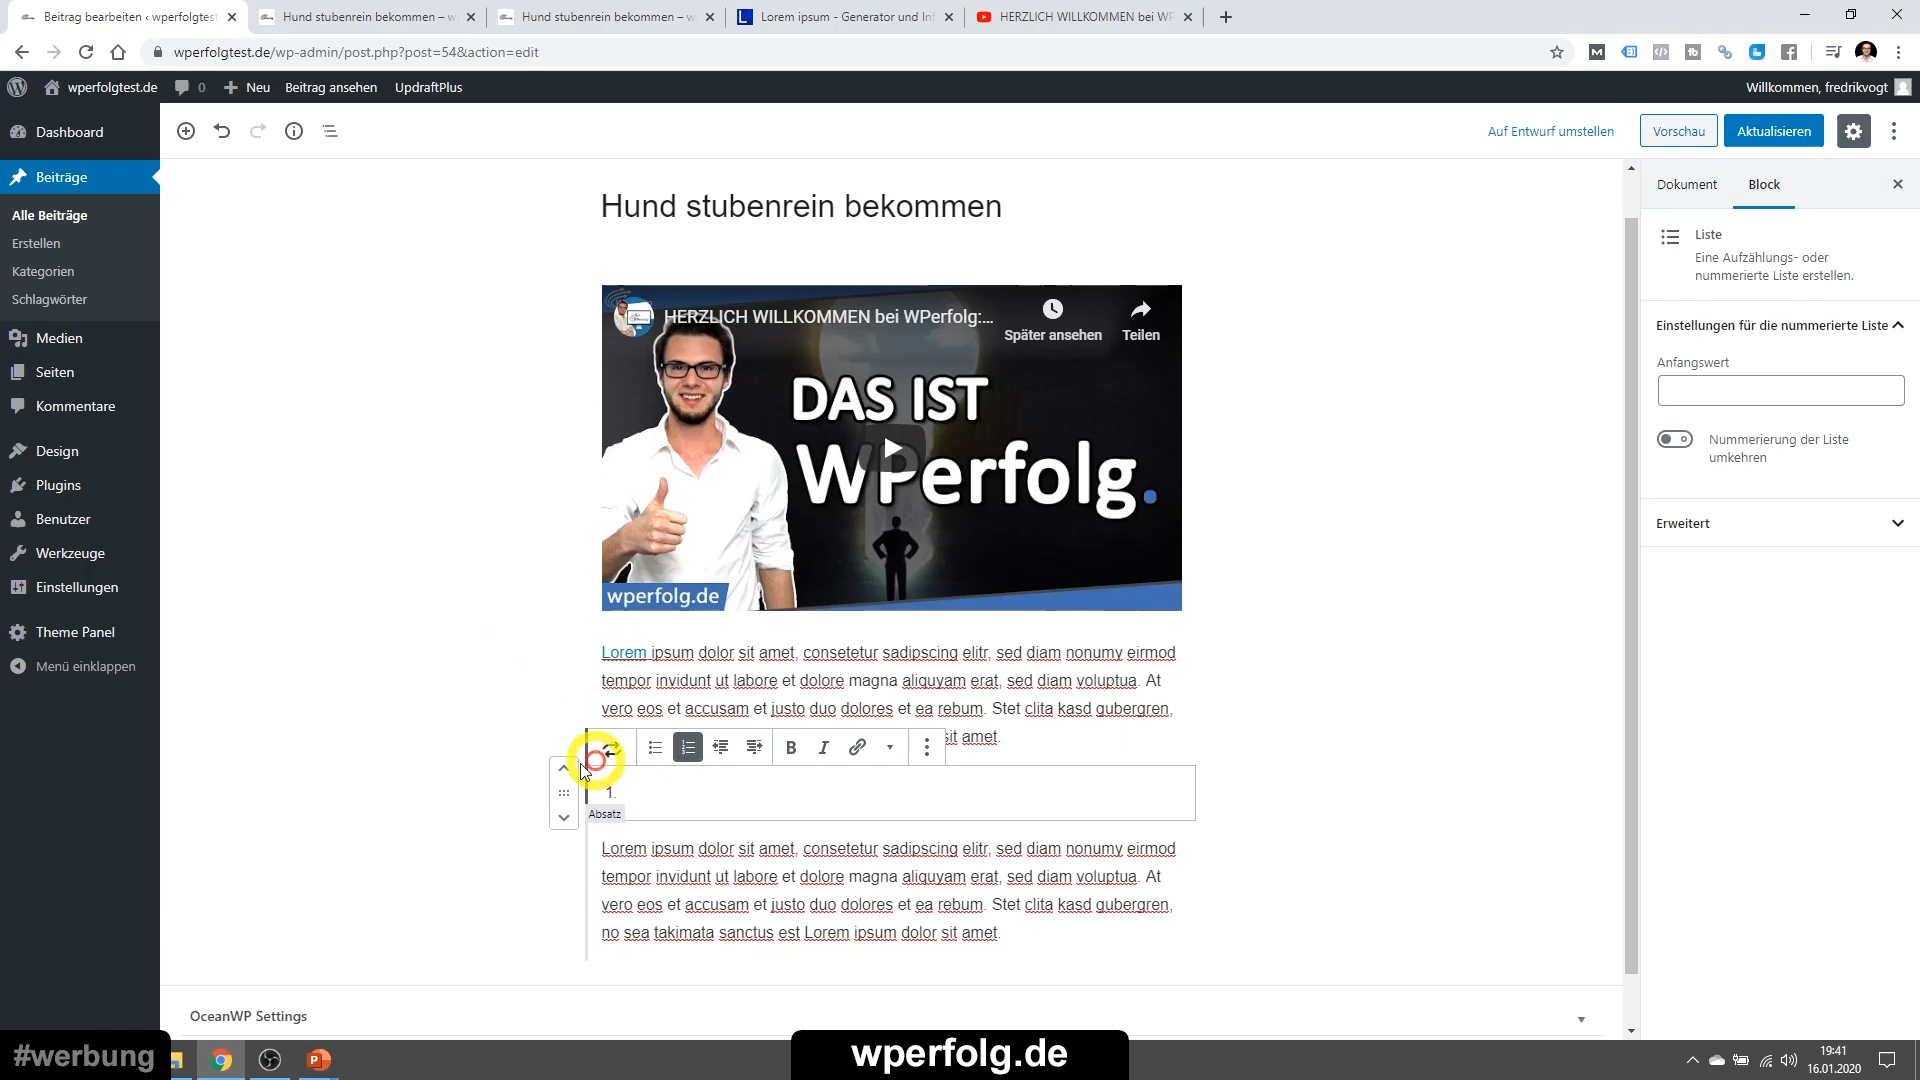 Beitrag bearbeiten ‹ wperfolgtest
Hund stubenrein bekommen – w
Hund stubenrein bekommen – w
Lorem ipsum - Generator und Inf
HERZLICH WILLKOMMEN bei WP
wperfolgtest.de/wp-admin/post.php?post=54&action=edit
wperfolgtest.de
0
Neu
Beitrag ansehen
UpdraftPlus
Willkommen, fredrikvogt
Dashboard
Beiträge
Alle Beiträge
Erstellen
Kategorien
Schlagwörter
Medien
Seiten
Kommentare
Design
Plugins
Benutzer
Werkzeuge
Einstellungen
Theme Panel
Menü einklappen
Auf Entwurf umstellen
Vorschau
Aktualisieren
Hund stubenrein bekommen
HERZLICH WILLKOMMEN bei WPerfolg:...
Später ansehen
Teilen
DAS IST
WPerfolg.
wperfolg.de
Lorem ipsum dolor sit amet, consetetur sadipscing elitr, sed diam nonumy eirmod
tempor invidunt ut labore et dolore magna aliquyam erat, sed diam voluptua. At
vero eos et accusam et justo duo dolores et ea rebum. Stet clita kasd gubergren,
sit amet.
B
I
1.
Absatz
Lorem ipsum dolor sit amet, consetetur sadipscing elitr, sed diam nonumy eirmod
tempor invidunt ut labore et dolore magna aliquyam erat, sed diam voluptua. At
vero eos et accusam et justo duo dolores et ea rebum. Stet clita kasd gubergren,
no sea takimata sanctus est Lorem ipsum dolor sit amet.
OceanWP Settings
Dokument
Block
Liste
Eine Aufzählungs- oder
nummerierte Liste erstellen.
Einstellungen für die nummerierte Liste
Anfangswert
Nummerierung der Liste
umkehren
Erweitert
#werbung
wperfolg.de
19:41
16.01.2020